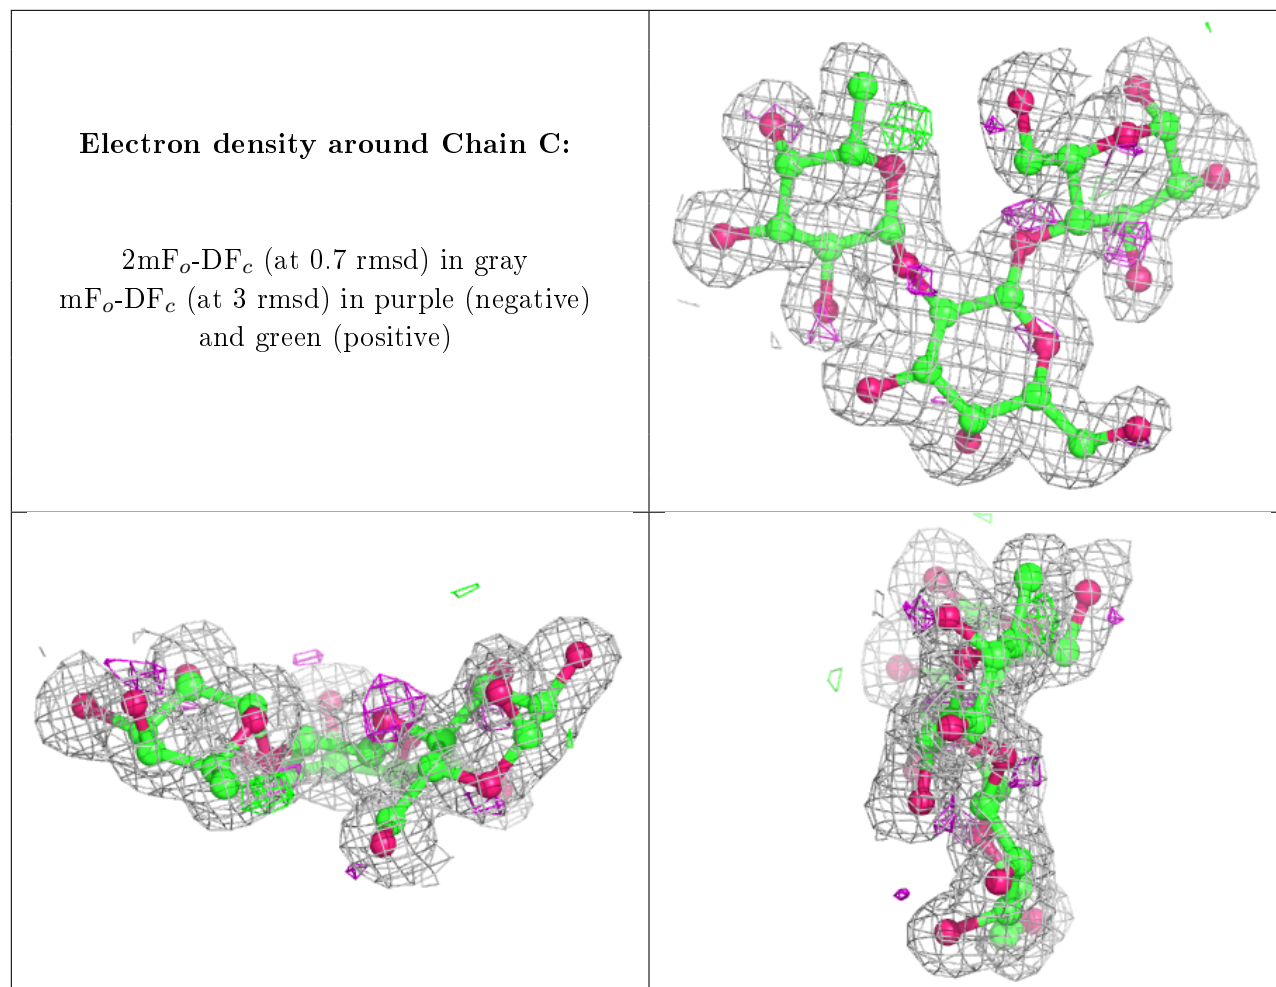 Electron density around Chain C:
2mFo-DFc (at 0.7 rmsd) in gray
mFo-DFc (at 3 rmsd) in purple (negative)
and green (positive)